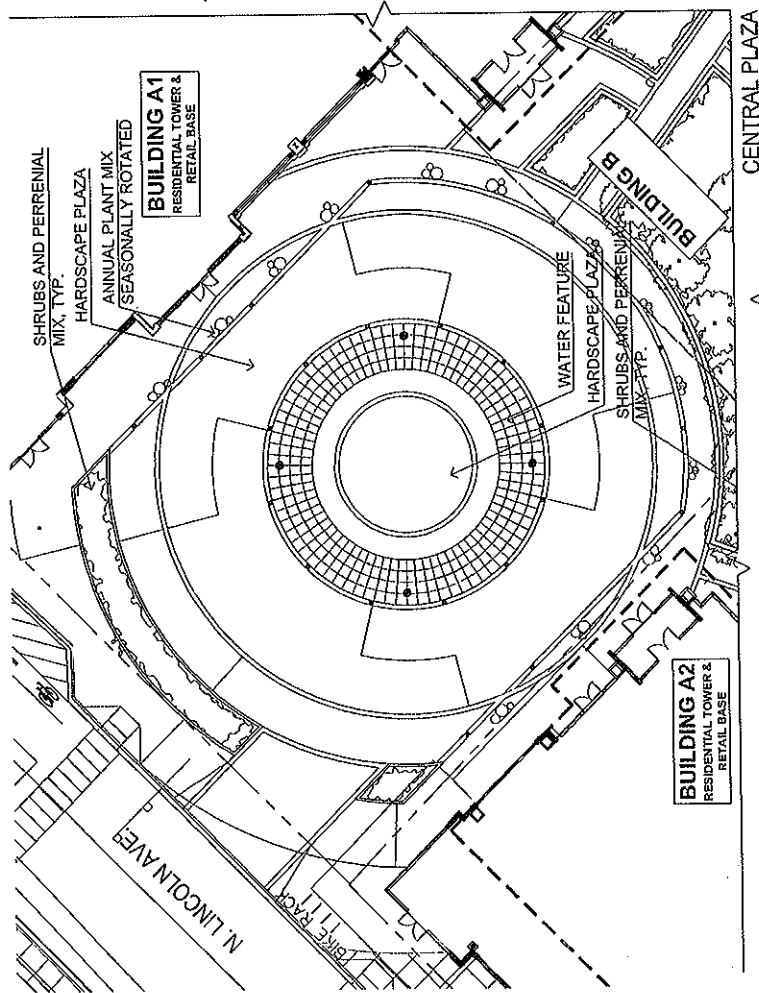 SHRUBS AND PERRENIAL
MIX, TYP.
HARDSCAPE PLAZA
ANNUAL PLANT MIX
SEASONALLY ROTATED
BUILDING A1
RESIDENTIAL TOWER &
RETAIL BASE
WATER FEATURE
HARDSCAPE PLAZA
SHRUBS AND PERRENIAL
MIX, TYP.
BUILDING B
N. LINCOLN AVE.
BIKE RACK
BUILDING A2
RESIDENTIAL TOWER &
RETAIL BASE
CENTRAL PLAZA